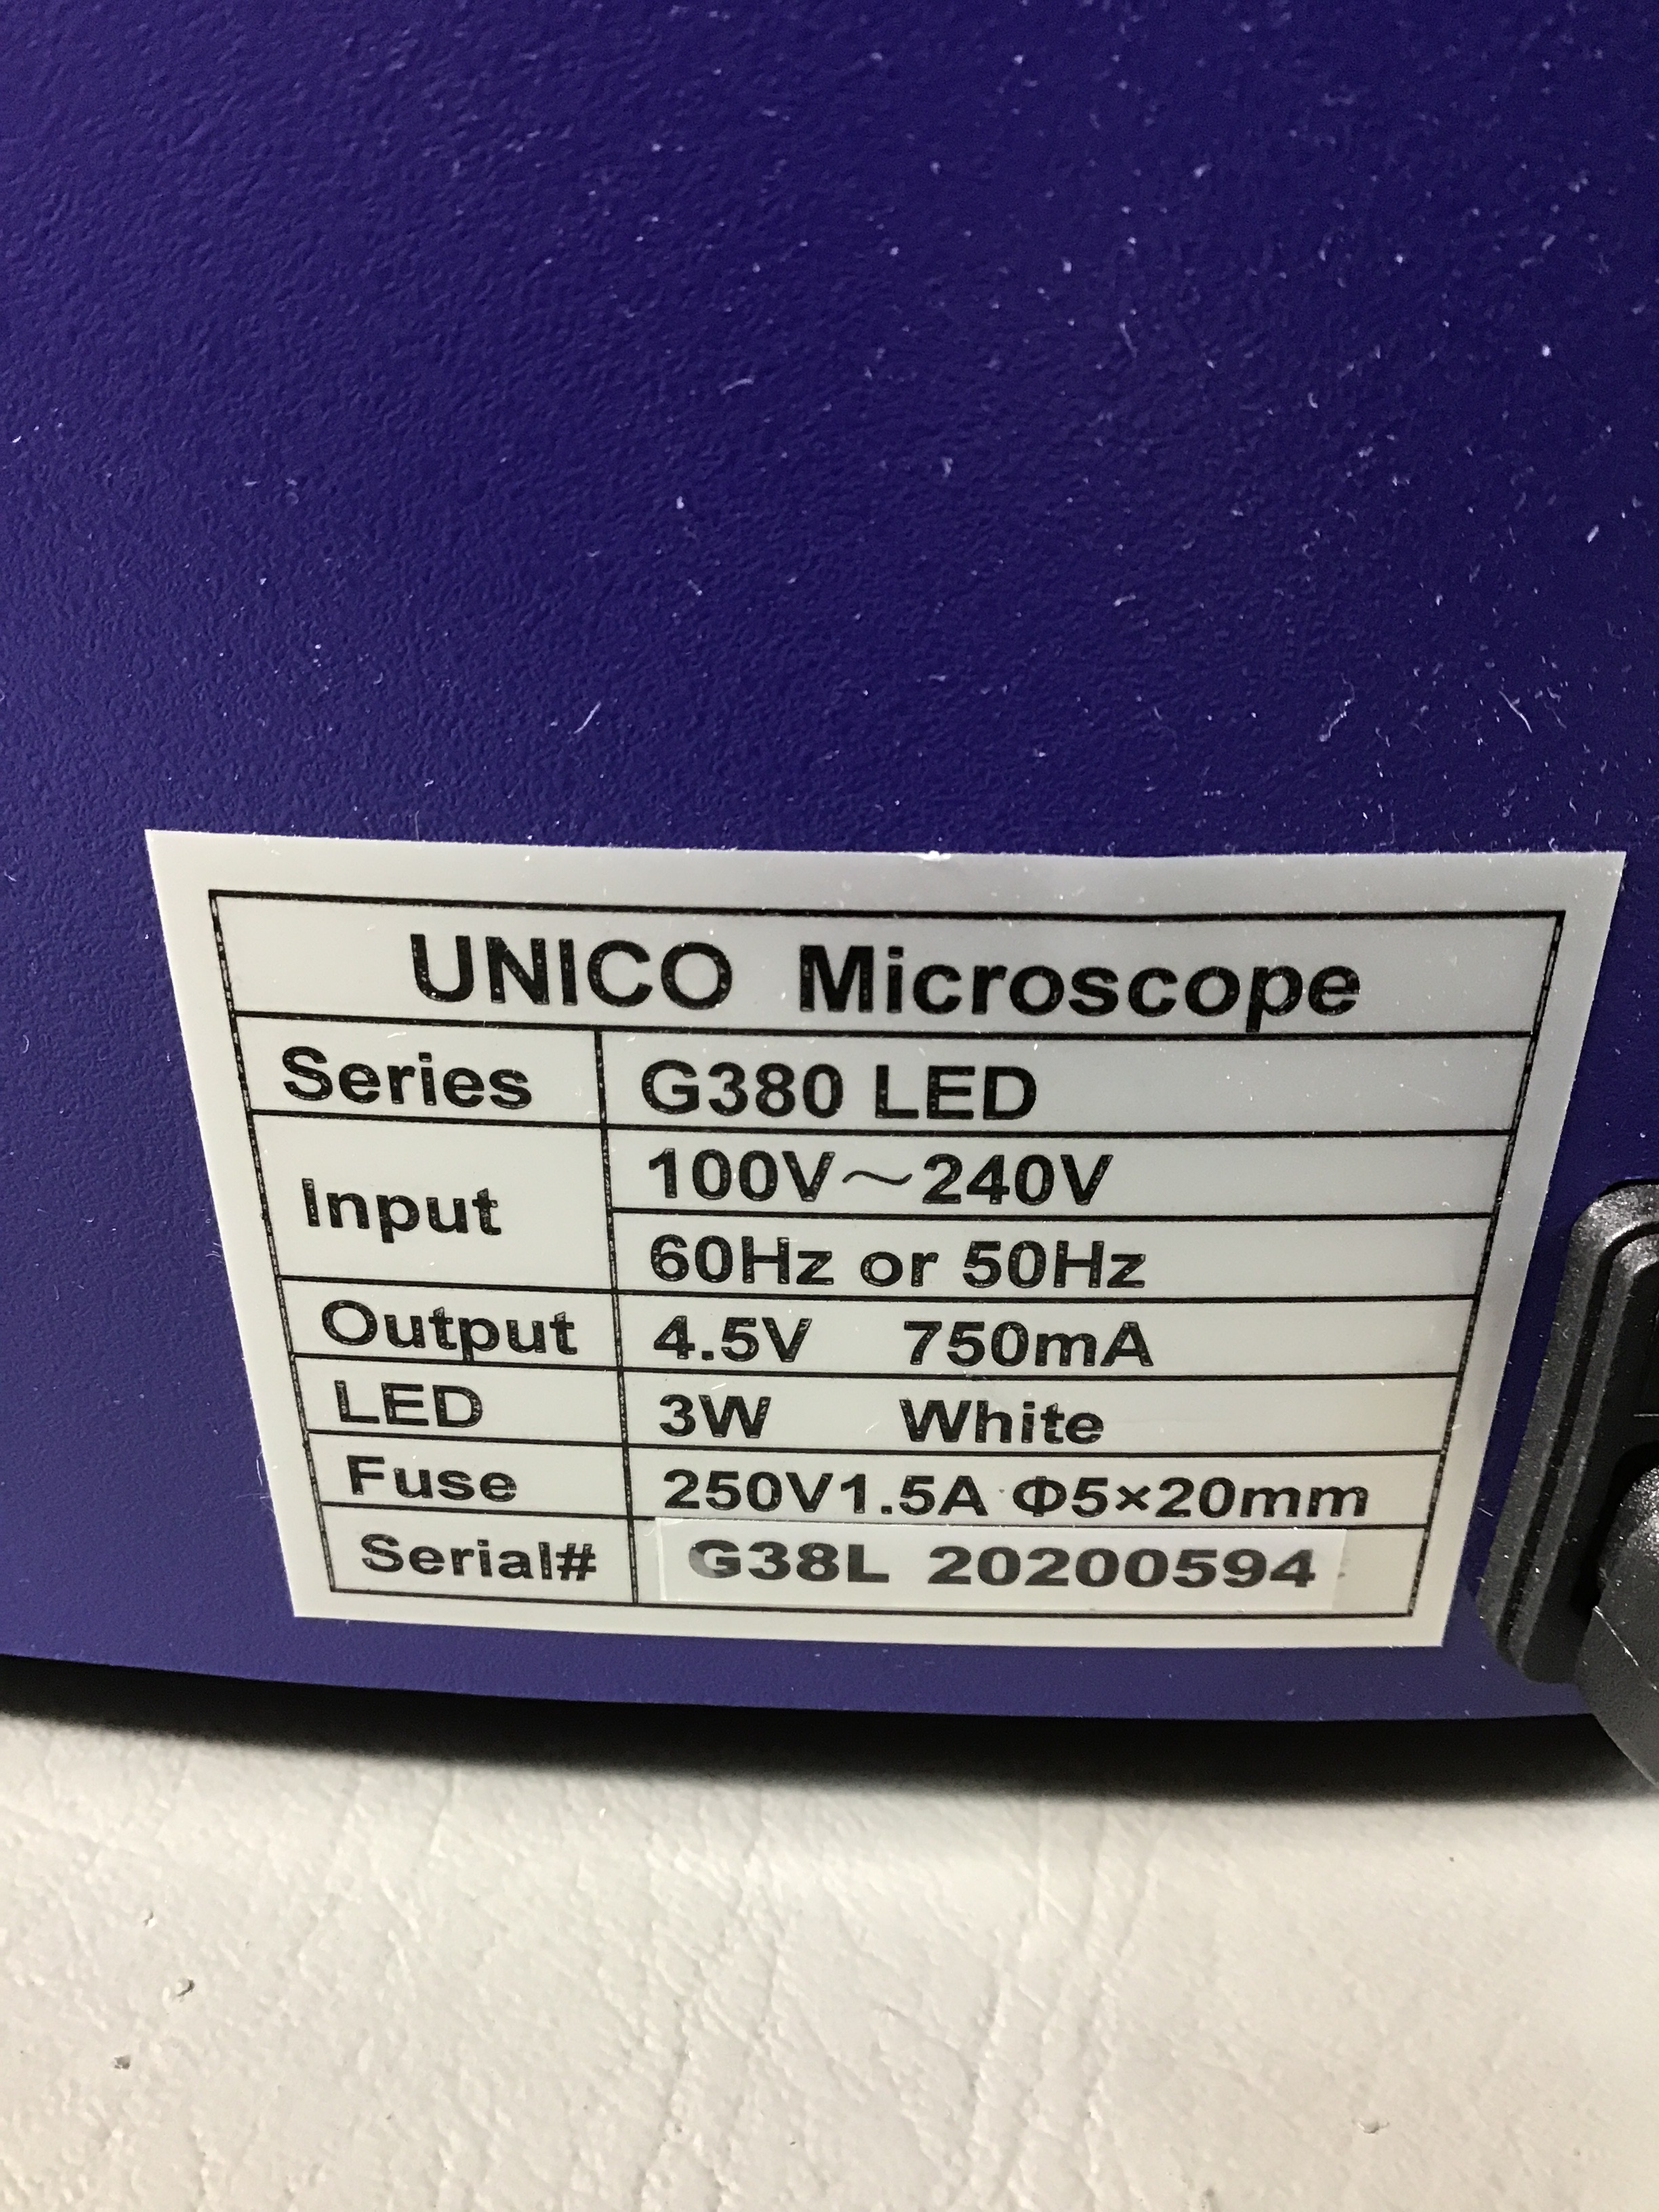 UNICO Microscope
Series G380 LED
Input 100V～240V
60Hz or 50Hz
Output 4.5V 750mA
LED 3W White
Fuse 250V1.5A Φ5×20mm
Serial# G38L 20200594